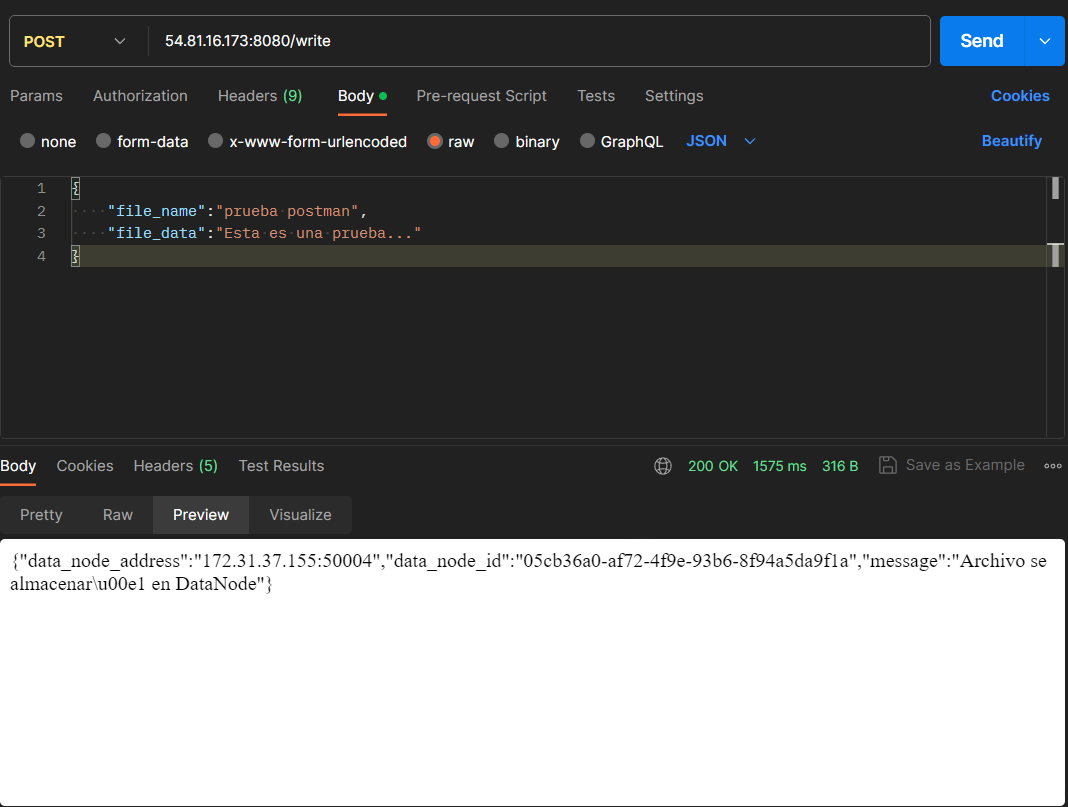 POST 54.81.16.173:8080/write Send
Params Authorization Headers (9) Body Pre-request Script Tests Settings Cookies
none form-data x-www-form-urlencoded raw binary GraphQL JSON Beautify
1 {
2 "file_name":"prueba postman",
3 "file_data":"Esta es una prueba..."
4 }
Body Cookies Headers (5) Test Results 200 OK 1575 ms 316 B Save as Example
Pretty Raw Preview Visualize
{"data_node_address":"172.31.37.155:50004","data_node_id":"05cb36a0-af72-4f9e-93b6-8f94a5da9f1a","message":"Archivo se
almacenar\u00e1 en DataNode"}